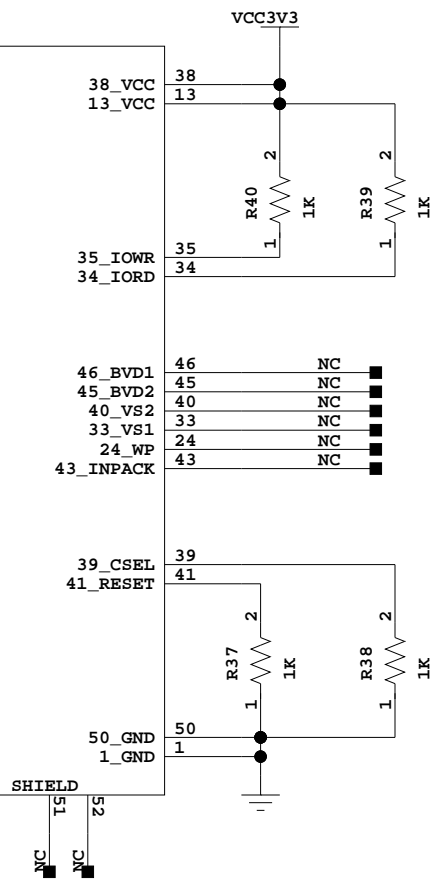 VCC3V3
38_VCC 38
13_VCC 13
2 2
R40 1K R39 1K
1 1
35_IOWR 35
34_IORD 34
46_BVD1 46 NC
45_BVD2 45 NC
40_VS2 40 NC
33_VS1 33 NC
24_WP 24 NC
43_INPACK 43 NC
39_CSEL 39
41_RESET 41
2 2
R37 1K R38 1K
1 1
50_GND 50
1_GND 1
SHIELD
51 52
NC NC